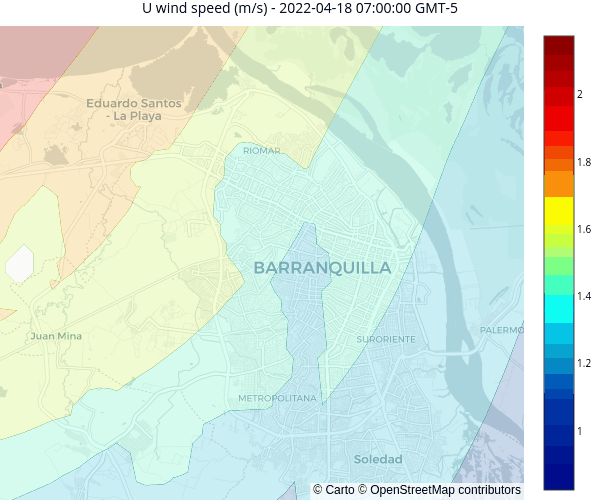 U wind speed (m/s) - 2022-04-18 07:00:00 GMT-5
2
Eduardo Santos
- La Playa
RIOMAR
1.8
1.6
BARRANQUILLA
1.4
Juan Mina
SURORIENTE
PALERMO
1.2
METROPOLITANA
1
Soledad
© Carto © OpenStreetMap contributors